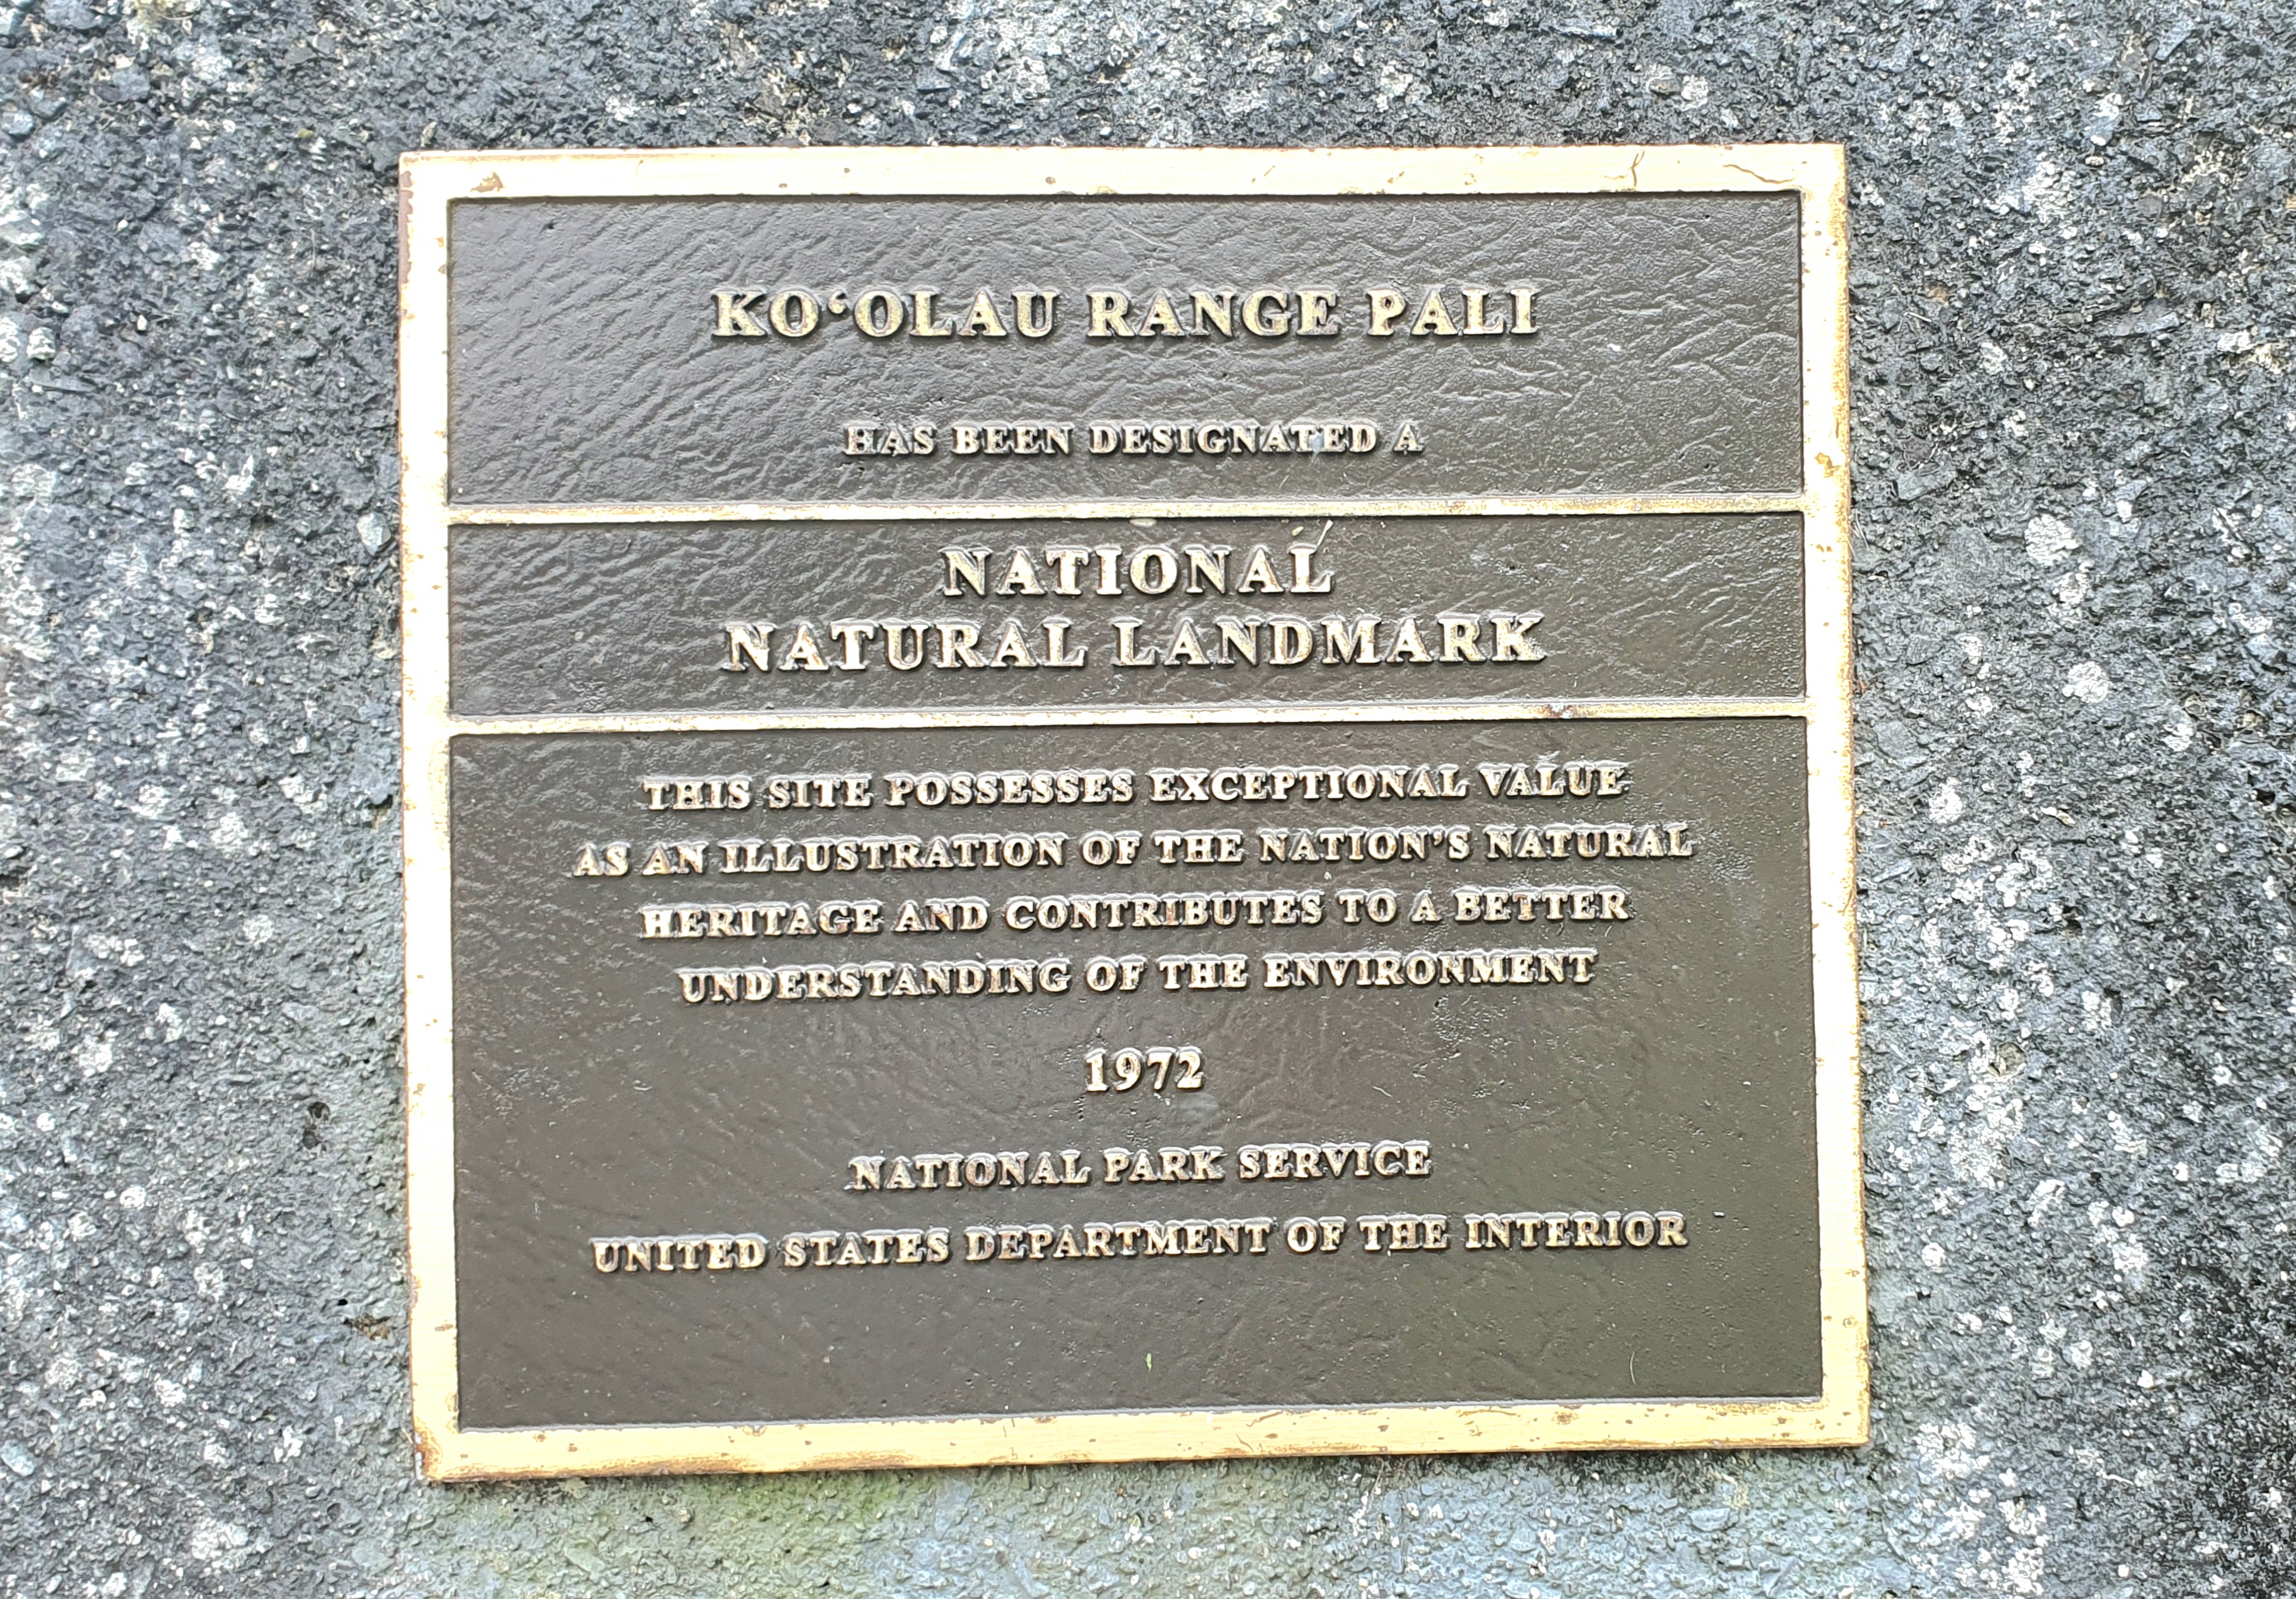 KO‘OLAU RANGE PALI
HAS BEEN DESIGNATED A
NATIONAL
NATURAL LANDMARK
THIS SITE POSSESSES EXCEPTIONAL VALUE
AS AN ILLUSTRATION OF THE NATION’S NATURAL
HERITAGE AND CONTRIBUTES TO A BETTER
UNDERSTANDING OF THE ENVIRONMENT
1972
NATIONAL PARK SERVICE
UNITED STATES DEPARTMENT OF THE INTERIOR